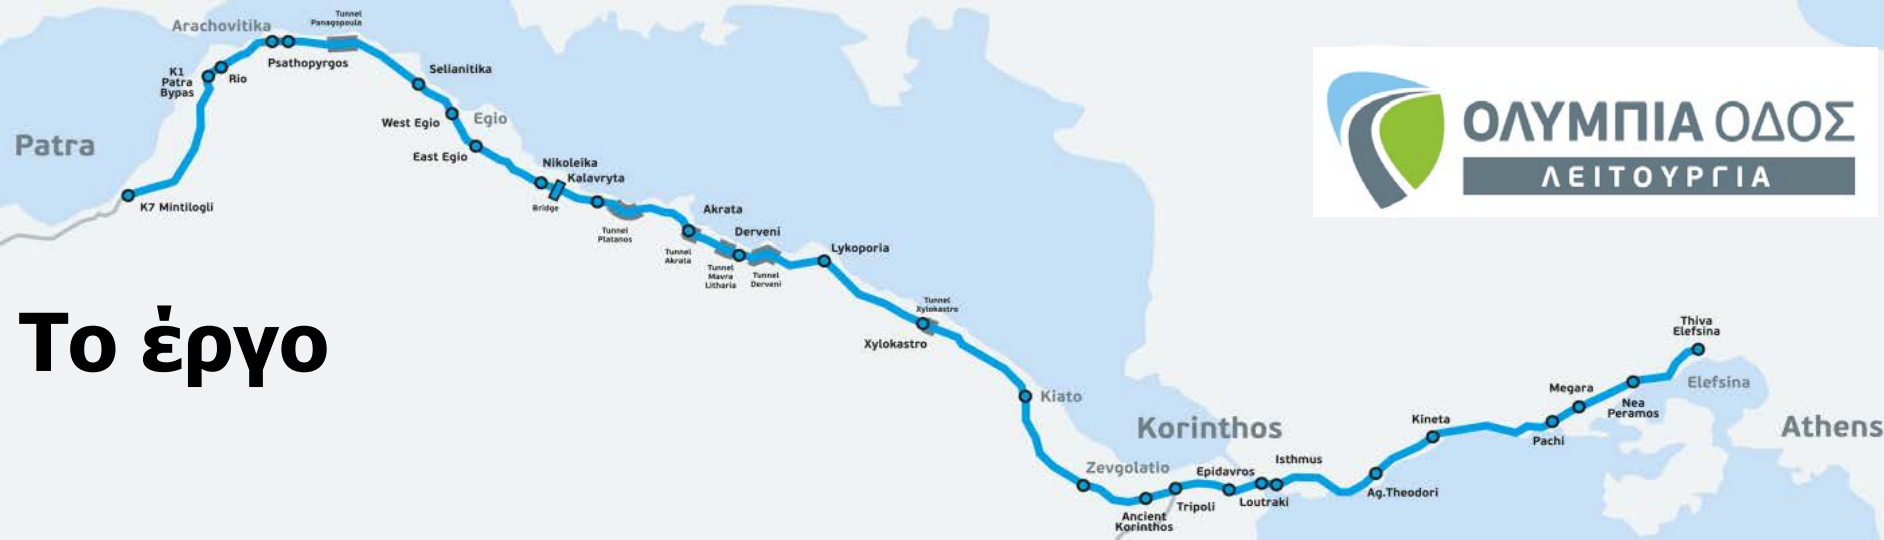 Tunnel
Panagopoula
Arachovitika
Psathopyrgos
K1
Patra
Bypas
Rio
Selianitika
West Egio
Egio
East Egio
Patra
K7 Mintilogli
Nikoleika
Kalavryta
Bridge
Tunnel
Platanos
Akrata
Tunnel
Akrata
Derveni
Tunnel
Mavra
Litharia
Tunnel
Derveni
Lykoporia
Tunnel
Xylokastro
Xylokastro
Kiato
Korinthos
Zevgolatio
Ancient
Korinthos
Tripoli
Epidavros
Loutraki
Isthmus
Ag.Theodori
Kineta
Pachi
Megara
Nea
Peramos
Thiva
Elefsina
Elefsina
Athens
ΟΛΥΜΠΙΑ ΟΔΟΣ
ΛΕΙΤΟΥΡΓΙΑ
Το έργο